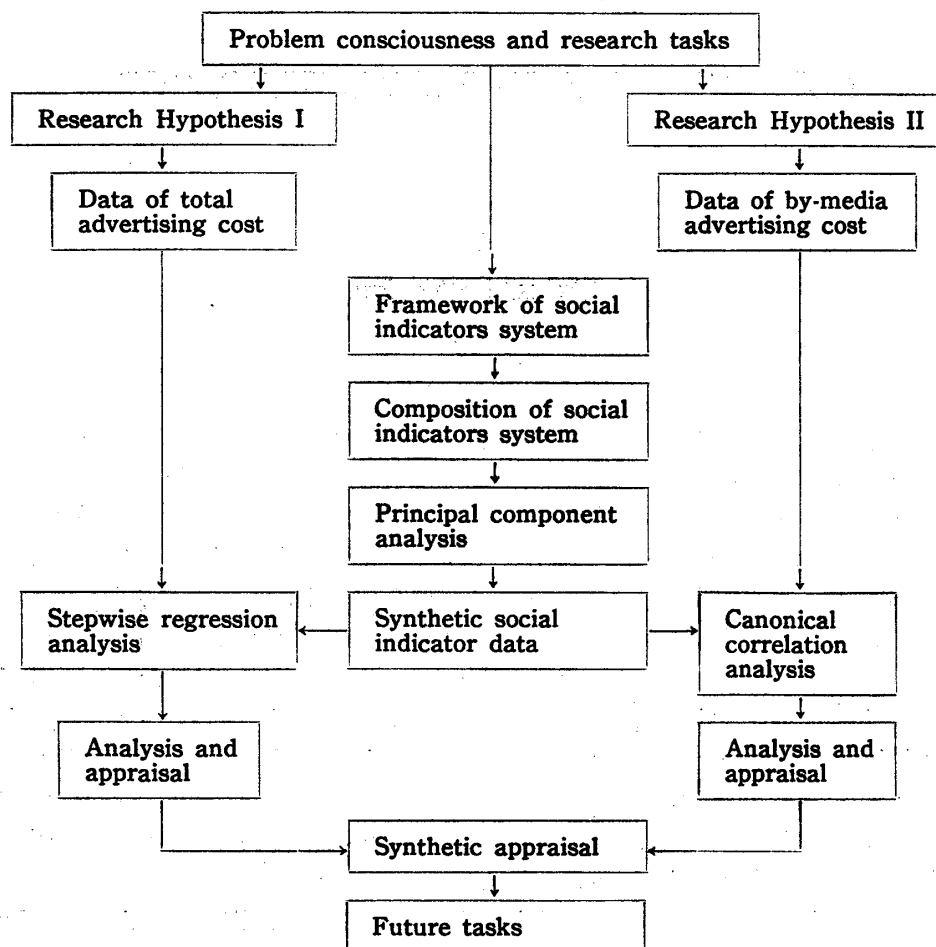 Problem consciousness and research tasks
Research Hypothesis I
Research Hypothesis II
Data of total
advertising cost
Data of by-media
advertising cost
Framework of social
indicators system
Composition of social
indicators system
Principal component
analysis
Stepwise regression
analysis
Synthetic social
indicator data
Canonical
correlation
analysis
Analysis and
appraisal
Analysis and
appraisal
Synthetic appraisal
Future tasks